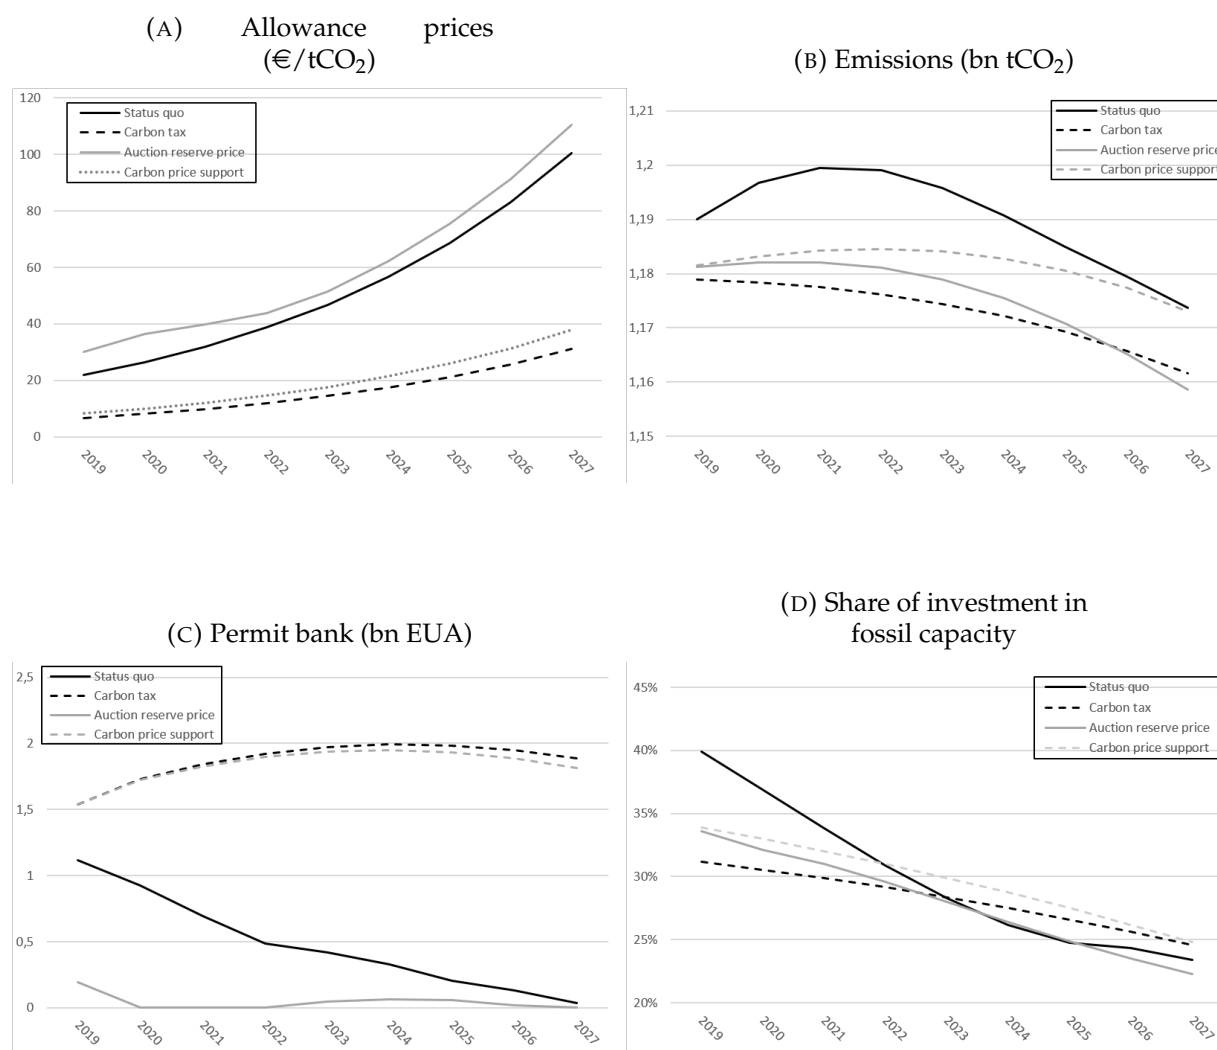 (A) Allowance prices
(€/tCO2)
120
100
80
60
40
20
0
Status quo
Carbon tax
Auction reserve price
Carbon price support
2019
2020
2021
2022
2023
2024
2025
2026
2027
(B) Emissions (bn tCO2)
1,21
1,2
1,19
1,18
1,17
1,16
1,15
Status quo
Carbon tax
Auction reserve price
Carbon price support
2019
2020
2021
2022
2023
2024
2025
2026
2027
(C) Permit bank (bn EUA)
2,5
2
1,5
1
0,5
0
Status quo
Carbon tax
Auction reserve price
Carbon price support
2019
2020
2021
2022
2023
2024
2025
2026
2027
(D) Share of investment in
fossil capacity
45%
40%
35%
30%
25%
20%
Status quo
Carbon tax
Auction reserve price
Carbon price support
2019
2020
2021
2022
2023
2024
2025
2026
2027